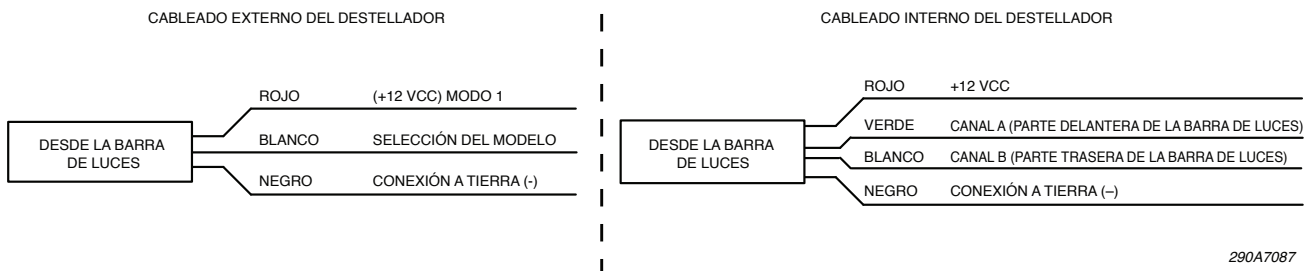 CABLEADO EXTERNO DEL DESTELLADOR
DESDE LA BARRA
DE LUCES
ROJO (+12 VCC) MODO 1
BLANCO SELECCIÓN DEL MODELO
NEGRO CONEXIÓN A TIERRA (-)
CABLEADO INTERNO DEL DESTELLADOR
DESDE LA BARRA
DE LUCES
ROJO +12 VCC
VERDE CANAL A (PARTE DELANTERA DE LA BARRA DE LUCES)
BLANCO CANAL B (PARTE TRASERA DE LA BARRA DE LUCES)
NEGRO CONEXIÓN A TIERRA (–)
290A7087